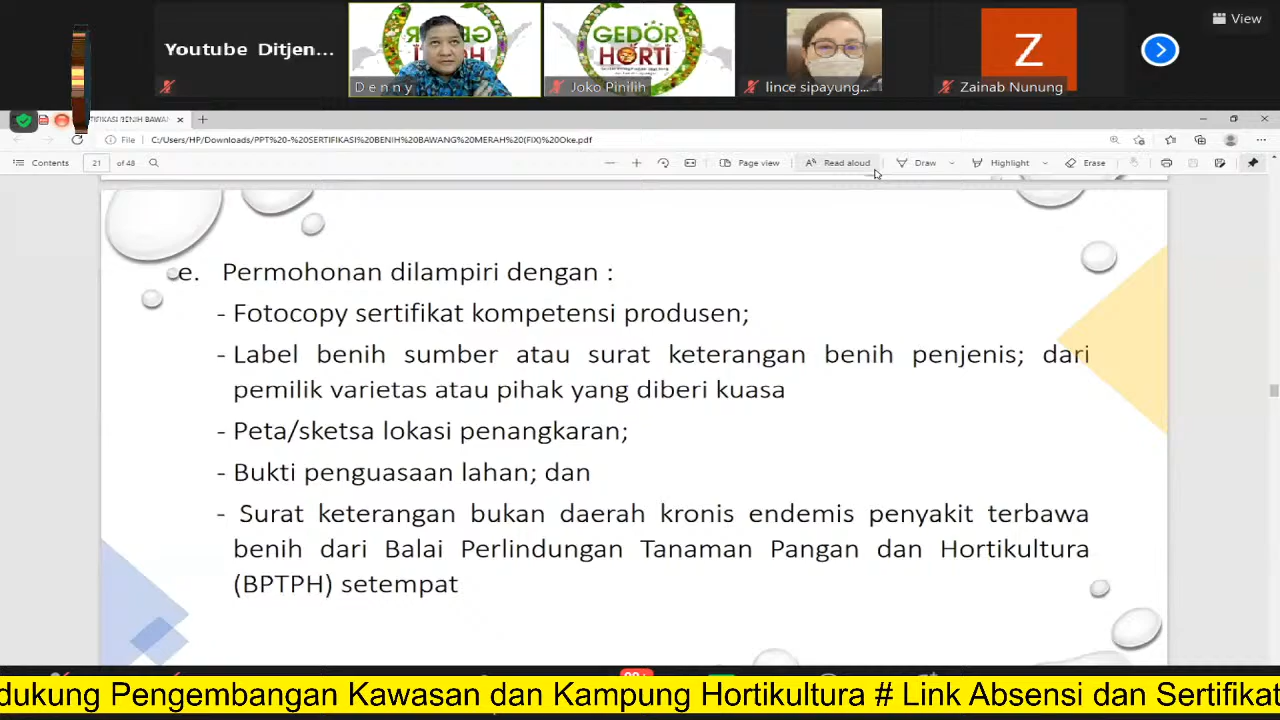 View
Youtube Ditjen...
GEDOR HORTI
Denny
GEDOR
HORTI
Joko Pinilih
lince sipayung...
Z
Zainab Nunung
File
C:/Users/HP/Downloads/PPT%20-%20SERTIFIKASI%20BENIH%20BAWANG%20MERAH%20(FIX)%20Oke.pdf
Contents
21 of 48
Page view
Read aloud
Draw
Highlight
Erase
e. Permohonan dilampiri dengan :
- Fotocopy sertifikat kompetensi produsen;
- Label benih sumber atau surat keterangan benih penjenis; dari
pemilik varietas atau pihak yang diberi kuasa
- Peta/sketsa lokasi penangkaran;
- Bukti penguasaan lahan; dan
- Surat keterangan bukan daerah kronis endemis penyakit terbawa
benih dari Balai Perlindungan Tanaman Pangan dan Hortikultura
(BPTPH) setempat
dukung Pengembangan Kawasan dan Kampung Hortikultura # Link Absensi dan Sertifikat